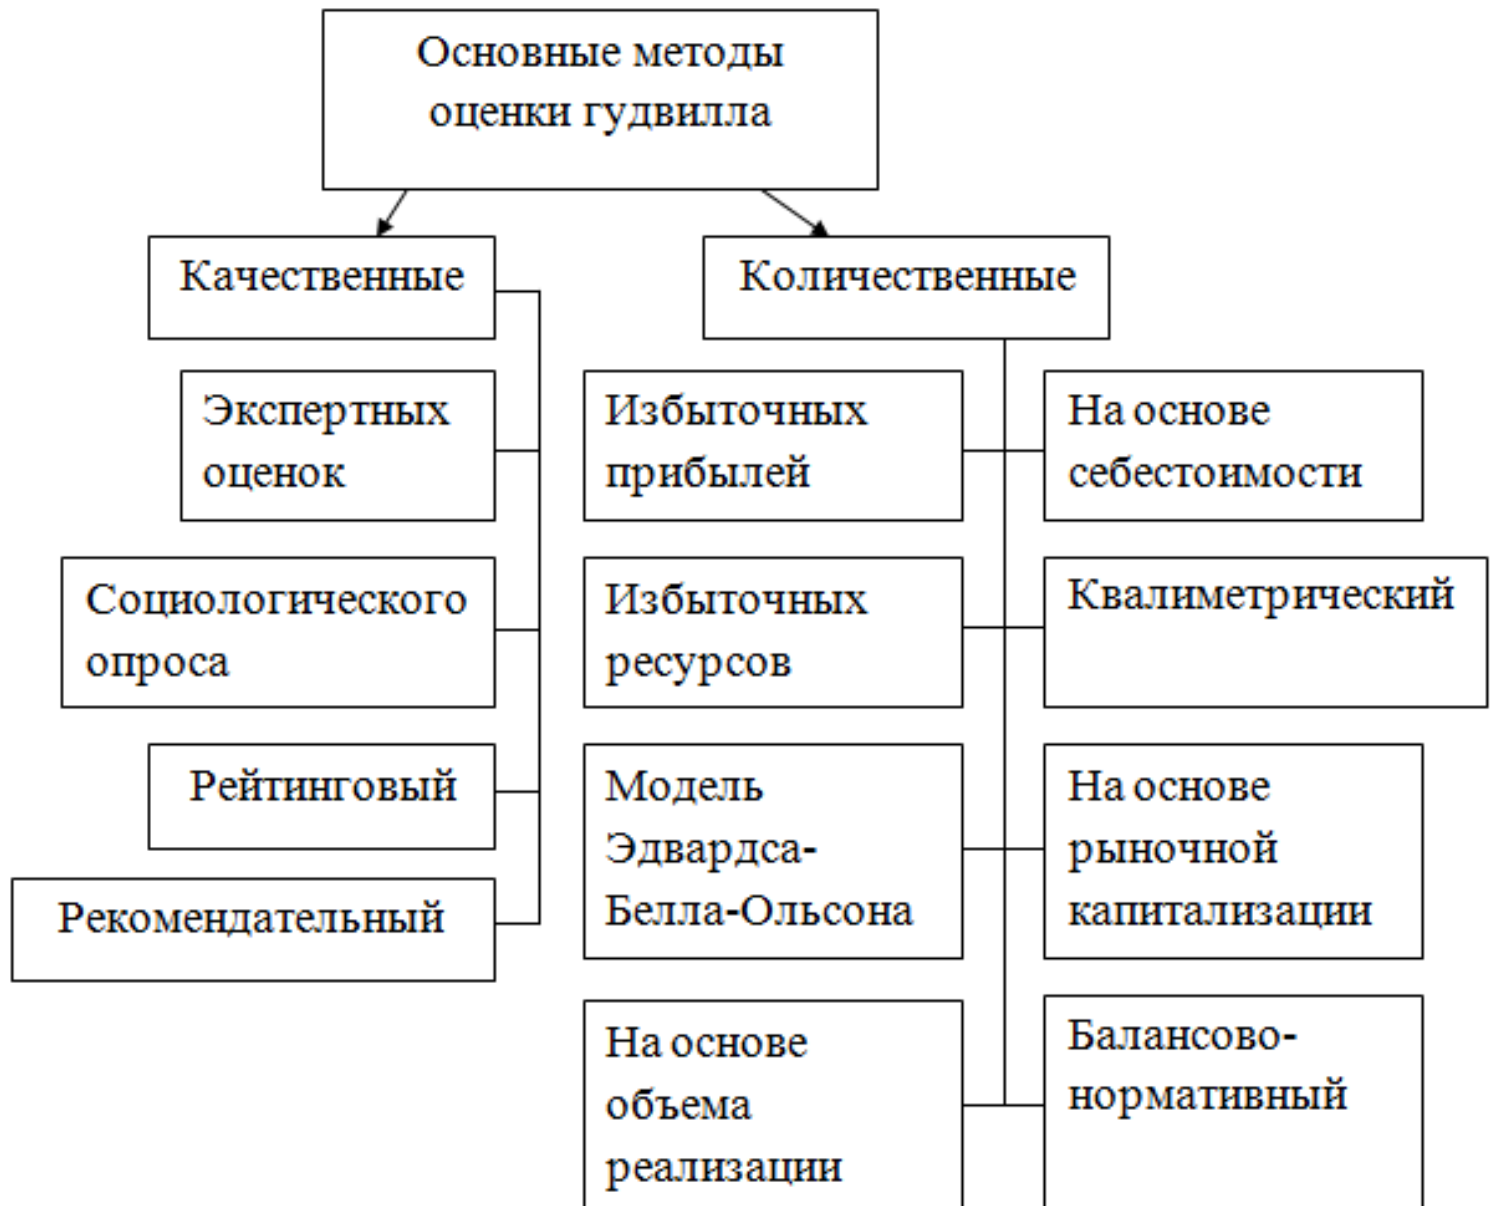 Основные методы
оценки гудвилла
Качественные
Экспертных
оценок
Социологического
опроса
Рейтинговый
Рекомендательный
Количественные
Избыточных
прибылей
На основе
себестоимости
Избыточных
ресурсов
Квалиметрический
Модель
Эдвардса-
Белла-Ольсона
На основе
рыночной
капитализации
На основе
объема
реализации
Балансово-
нормативный